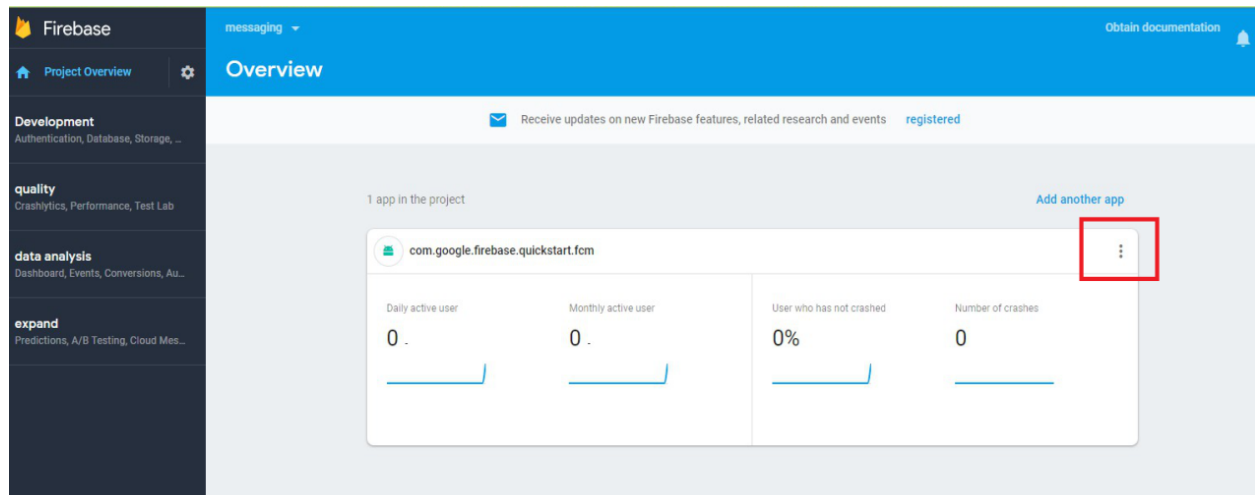 Firebase
messaging
Obtain documentation
Project Overview
Overview
Development
Authentication, Database, Storage, ...
Receive updates on new Firebase features, related research and events registered
quality
Crashlytics, Performance, Test Lab
1 app in the project
Add another app
data analysis
Dashboard, Events, Conversions, Au...
com.google.firebase.quickstart.fcm
expand
Predictions, A/B Testing, Cloud Mes...
Daily active user
Monthly active user
User who has not crashed
Number of crashes
0 .
0 .
0%
0